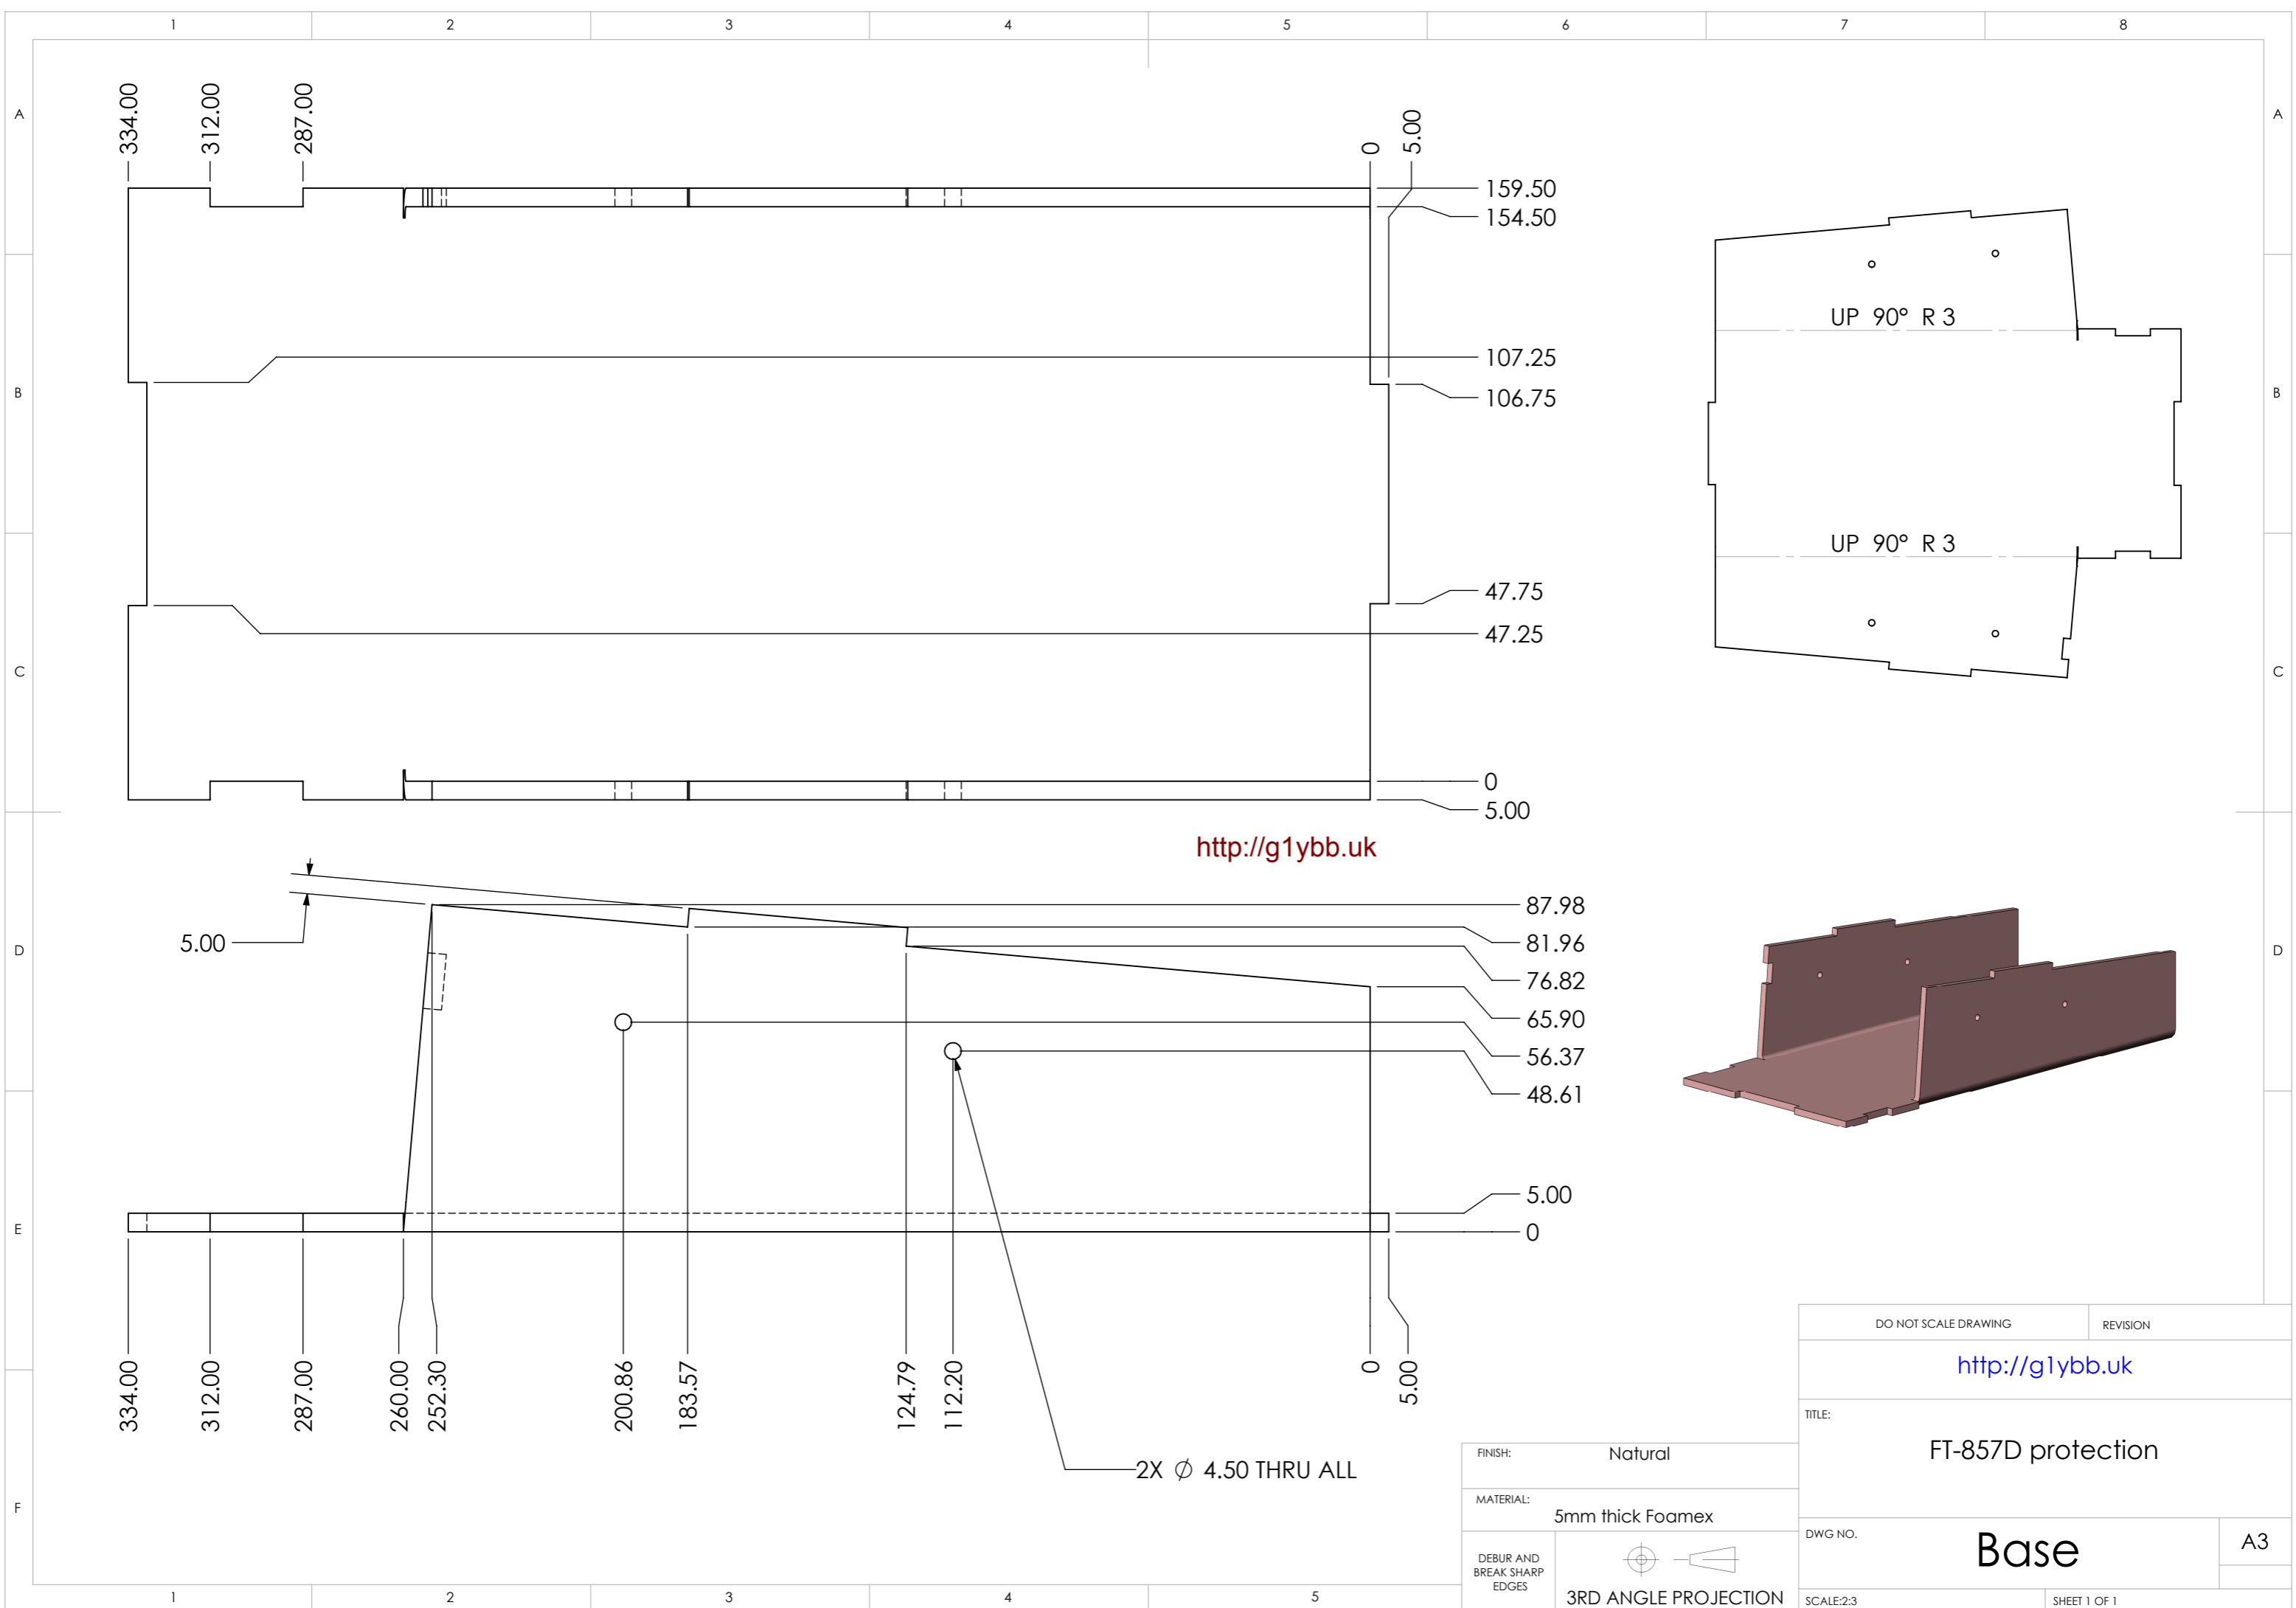 1 2 3 4 5 6 7 8
A A
334.00 312.00 287.00 0 5.00
159.50
154.50
UP 90° R 3
107.25
B B
106.75
UP 90° R 3
47.75
47.25
C C
0
5.00
http://g1ybb.uk
87.98
5.00
81.96
D D
76.82
65.90
56.37
48.61
5.00
E
0
334.00 312.00 287.00 260.00 252.30 200.86 183.57 124.79 112.20 0 5.00
2X Ø 4.50 THRU ALL
F
DO NOT SCALE DRAWING REVISION
http://g1ybb.uk
TITLE:
FT-857D protection
FINISH: Natural
MATERIAL:
5mm thick Foamex
DWG NO.
Base
A3
DEBUR AND
BREAK SHARP
EDGES
3RD ANGLE PROJECTION
SCALE:2:3 SHEET 1 OF 1
1 2 3 4 5